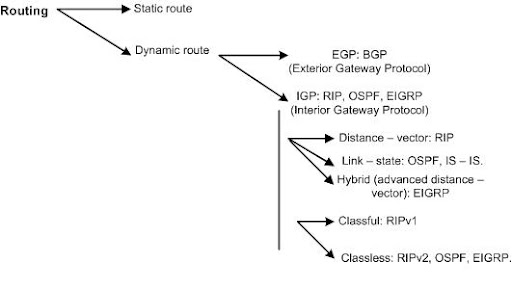 Routing
Static route
Dynamic route
EGP: BGP
(Exterior Gateway Protocol)
IGP: RIP, OSPF, EIGRP
(Interior Gateway Protocol)
Distance – vector: RIP
Link – state: OSPF, IS – IS.
Hybrid (advanced distance –
vector): EIGRP
Classful: RIPv1
Classless: RIPv2, OSPF, EIGRP.